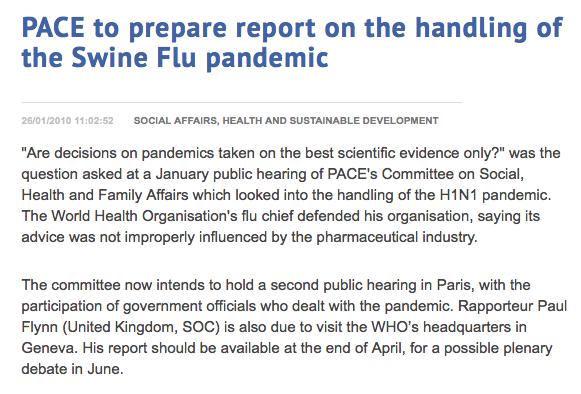 PACE to prepare report on the handling of
the Swine Flu pandemic
26/01/2010 11:02:52 SOCIAL AFFAIRS, HEALTH AND SUSTAINABLE DEVELOPMENT
"Are decisions on pandemics taken on the best scientific evidence only?" was the
question asked at a January public hearing of PACE's Committee on Social,
Health and Family Affairs which looked into the handling of the H1N1 pandemic.
The World Health Organisation's flu chief defended his organisation, saying its
advice was not improperly influenced by the pharmaceutical industry.
The committee now intends to hold a second public hearing in Paris, with the
participation of government officials who dealt with the pandemic. Rapporteur Paul
Flynn (United Kingdom, SOC) is also due to visit the WHO's headquarters in
Geneva. His report should be available at the end of April, for a possible plenary
debate in June.